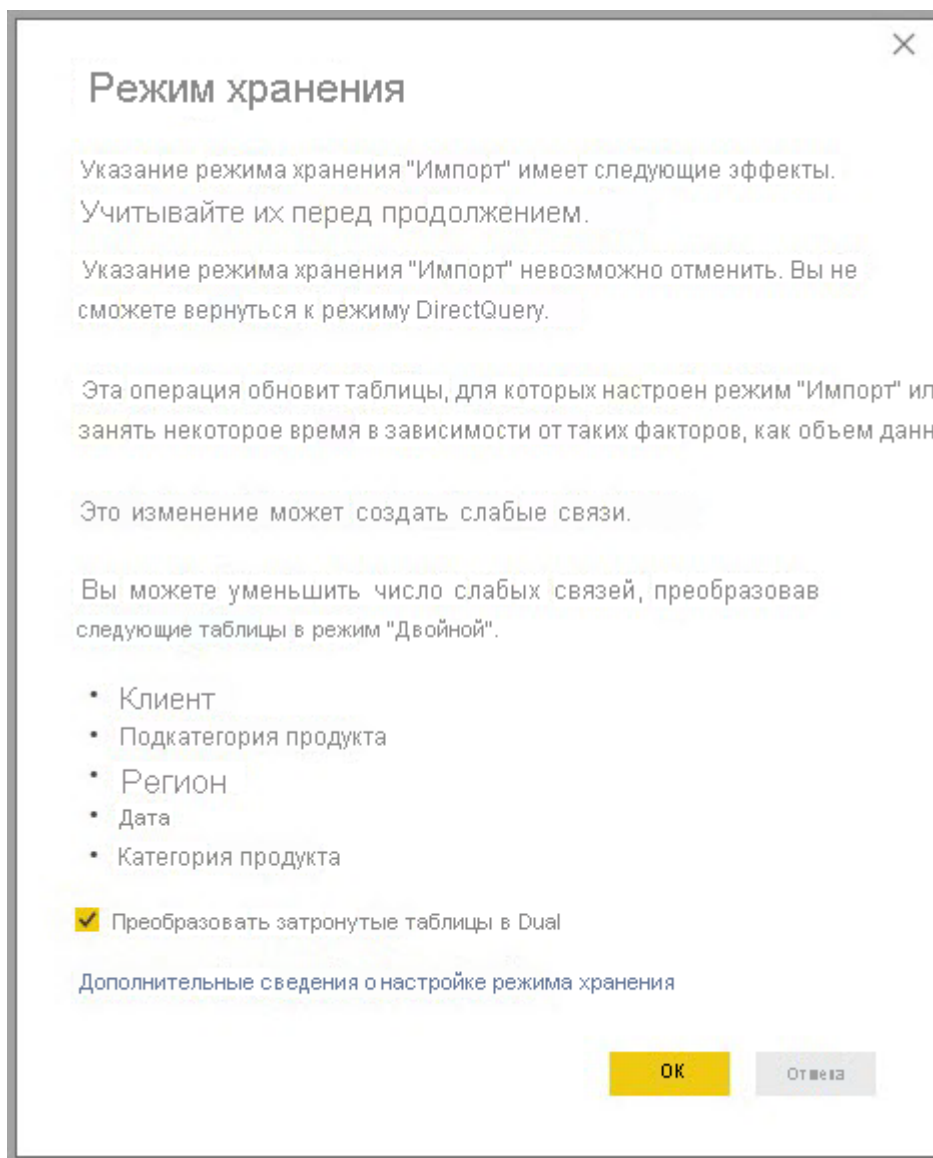 Режим хранения
Указание режима хранения "Импорт" имеет следующие эффекты.
Учитывайте их перед продолжением.
Указание режима хранения "Импорт" невозможно отменить. Вы не
сможете вернуться к режиму DirectQuery.
Эта операция обновит таблицы, для которых настроен режим "Импорт" ил
занять некоторое время в зависимости от таких факторов, как объем данн
Это изменение может создать слабые связи.
Вы можете уменьшить число слабых связей, преобразовав
следующие таблицы в режим "Двойной".
• Клиент
• Подкатегория продукта
• Регион
• Дата
• Категория продукта
Преобразовать затронутые таблицы в Dual
Дополнительные сведения о настройке режима хранения
ОК Отмена